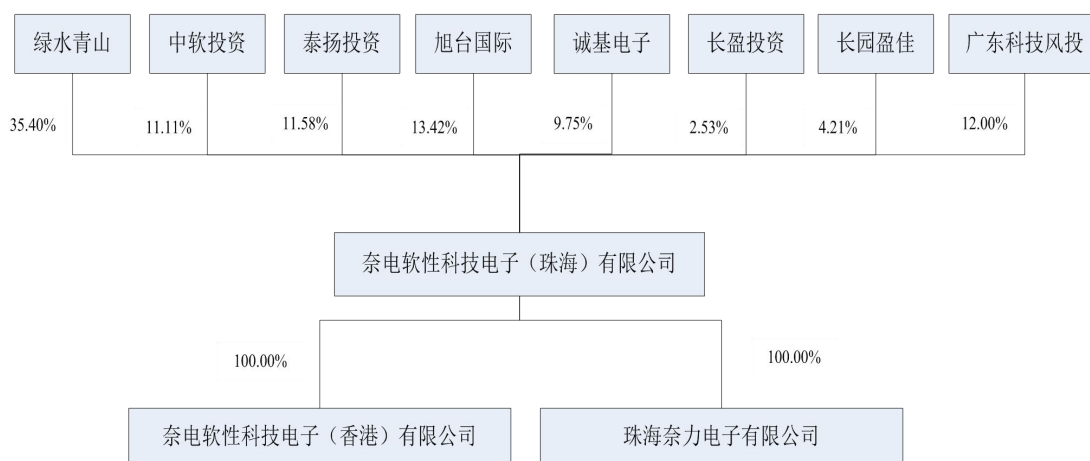 绿水青山
中软投资
泰扬投资
旭台国际
诚基电子
长盈投资
长园盈佳
广东科技风投
35.40%
11.11%
11.58%
13.42%
9.75%
2.53%
4.21%
12.00%
奈电软性科技电子（珠海）有限公司
100.00%
100.00%
奈电软性科技电子（香港）有限公司
珠海奈力电子有限公司